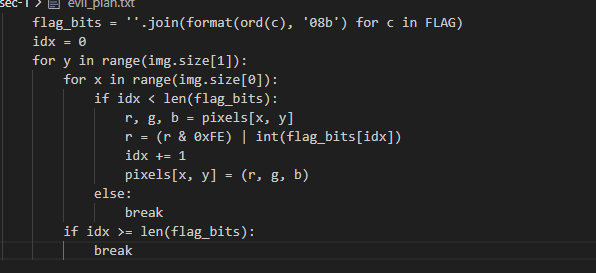 sec-1 > evil_plan.txt
flag_bits = ''.join(format(ord(c), '08b') for c in FLAG)
idx = 0
for y in range(img.size[1]):
for x in range(img.size[0]):
if idx < len(flag_bits):
r, g, b = pixels[x, y]
r = (r & 0xFE) | int(flag_bits[idx])
idx += 1
pixels[x, y] = (r, g, b)
else:
break
if idx >= len(flag_bits):
break